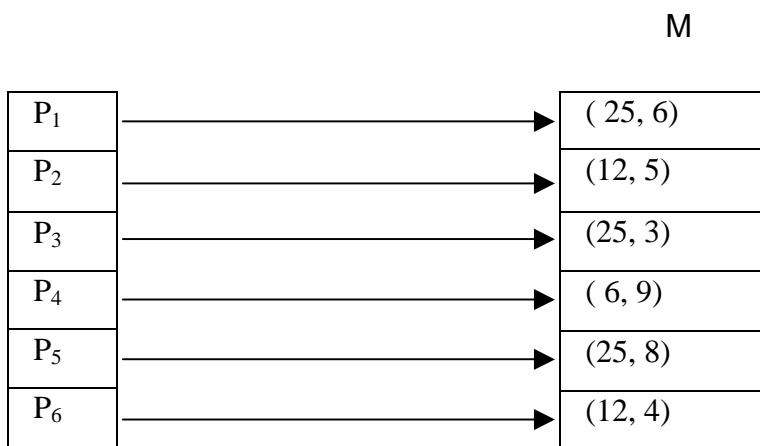 M
P₁ ( 25, 6)
P₂ (12, 5)
P₃ (25, 3)
P₄ ( 6, 9)
P₅ (25, 8)
P₆ (12, 4)